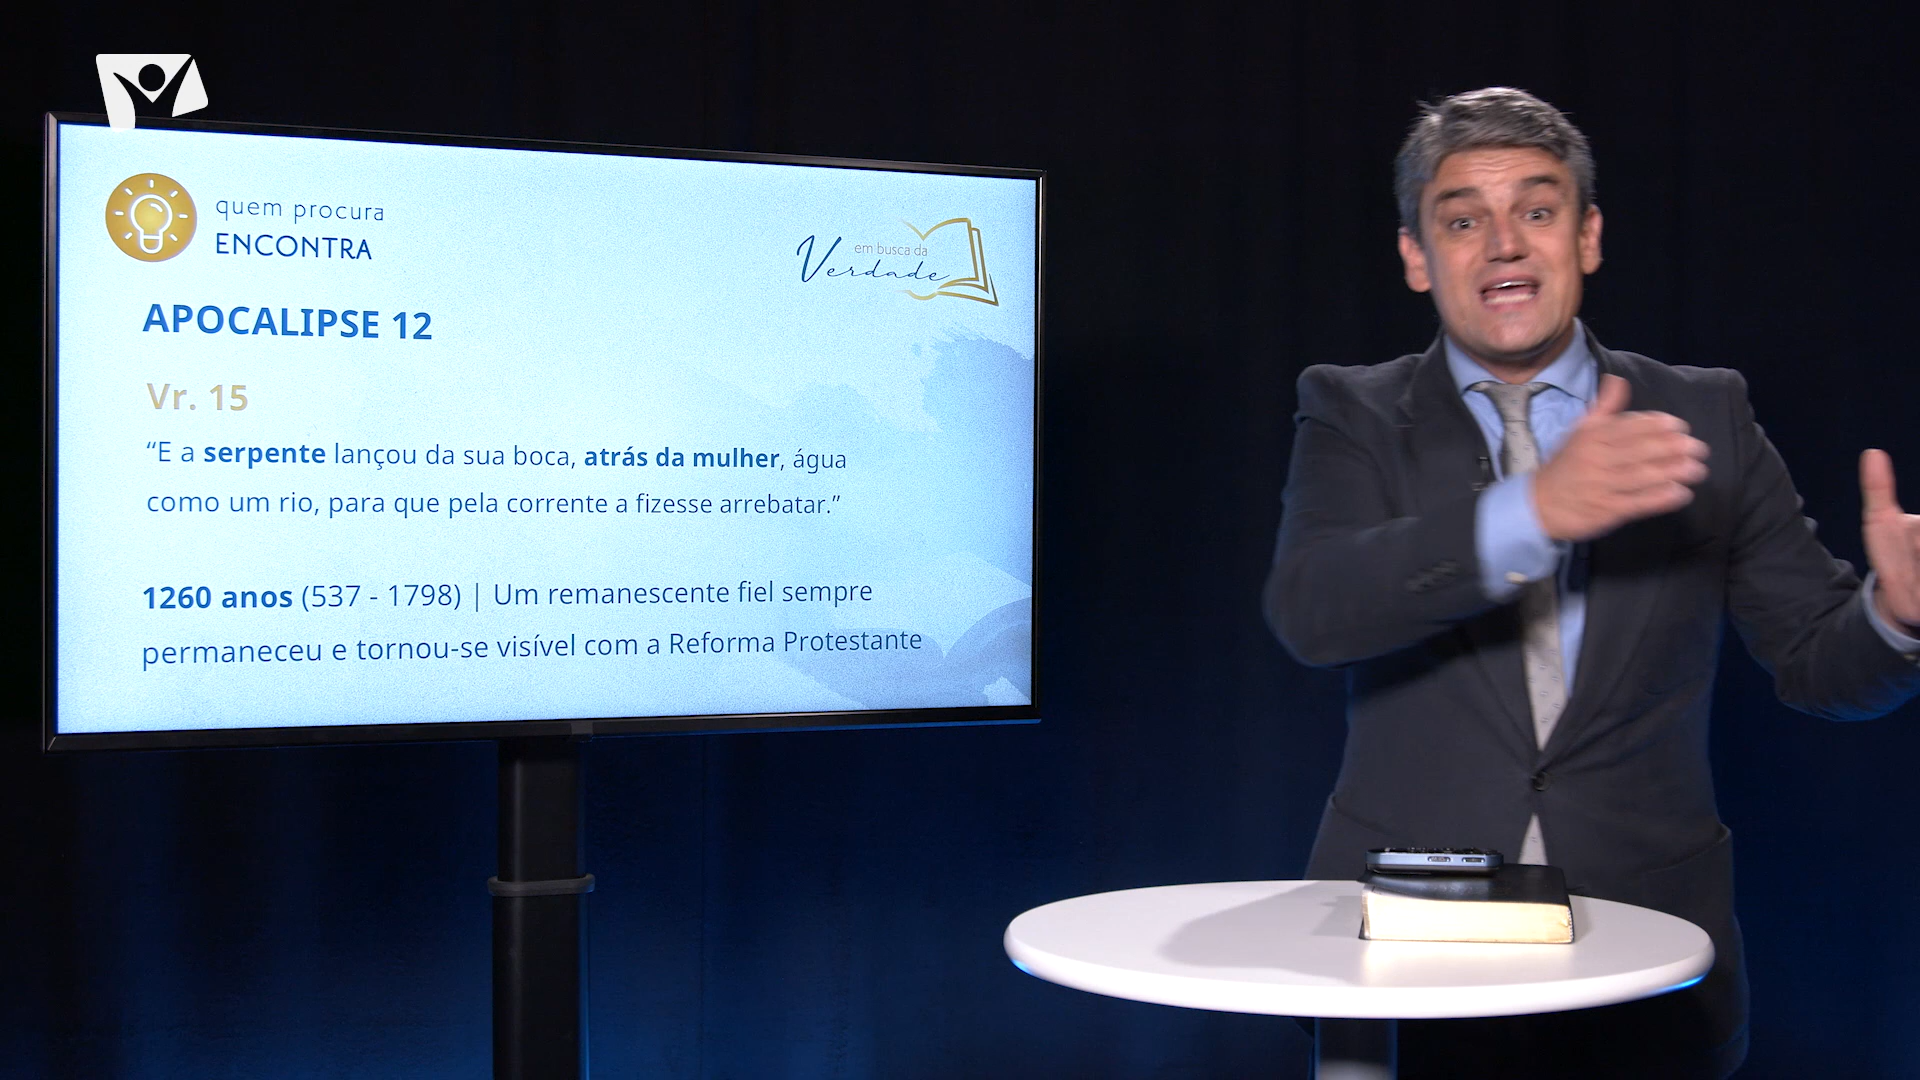 quem procura
ENCONTRA
em busca da
Verdade
APOCALIPSE 12
Vr. 15
“E a serpente lançou da sua boca, atrás da mulher, água
como um rio, para que pela corrente a fizesse arrebatar.”
1260 anos (537 - 1798) | Um remanescente fiel sempre
permaneceu e tornou-se visível com a Reforma Protestante